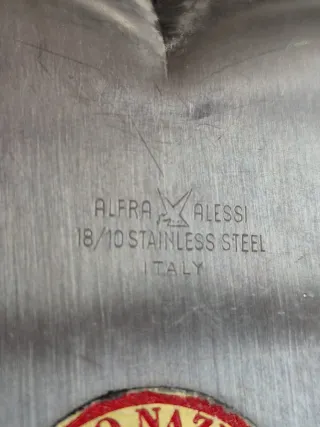 ALFRA ALESSI
18/10 STAINLESS STEEL
ITALY